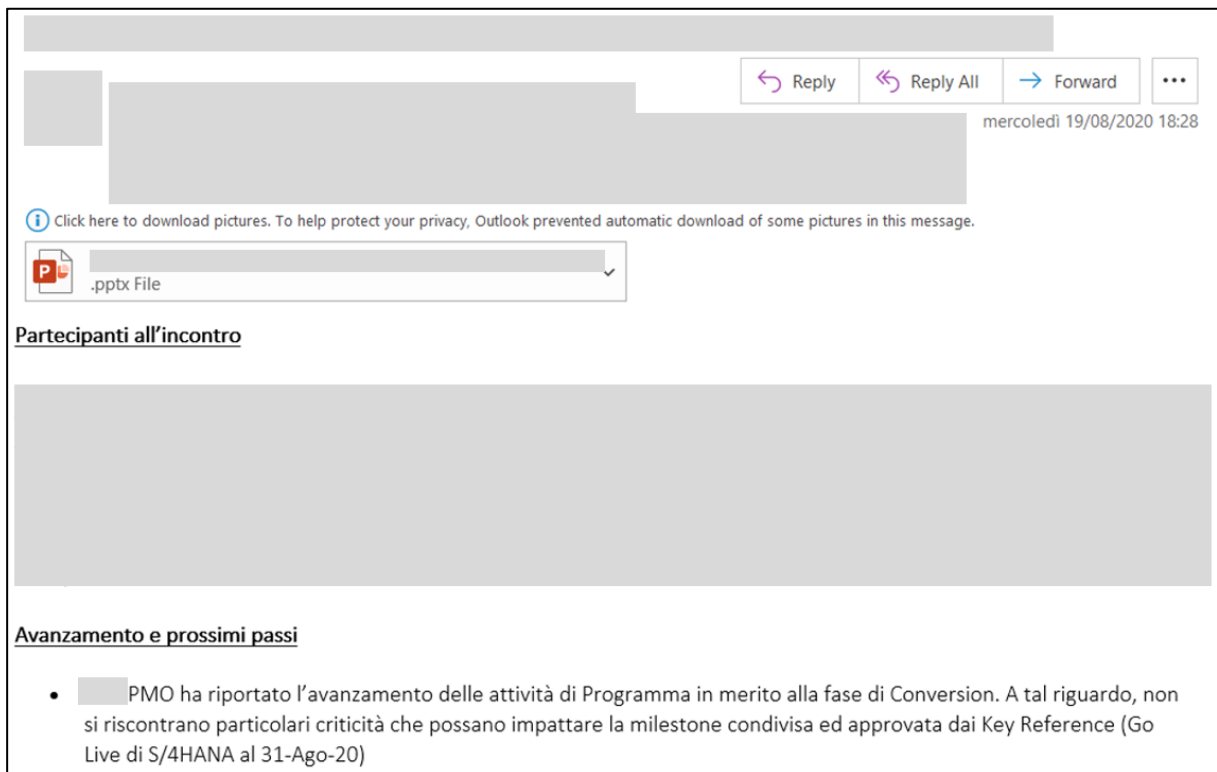 Reply
Reply All
Forward
mercoledì 19/08/2020 18:28
Click here to download pictures. To help protect your privacy, Outlook prevented automatic download of some pictures in this message.
.pptx File
Partecipanti all'incontro
Avanzamento e prossimi passi
• PMO ha riportato l'avanzamento delle attività di Programma in merito alla fase di Conversion. A tal riguardo, non
si riscontrano particolari criticità che possano impattare la milestone condivisa ed approvata dai Key Reference (Go
Live di S/4HANA al 31-Ago-20)